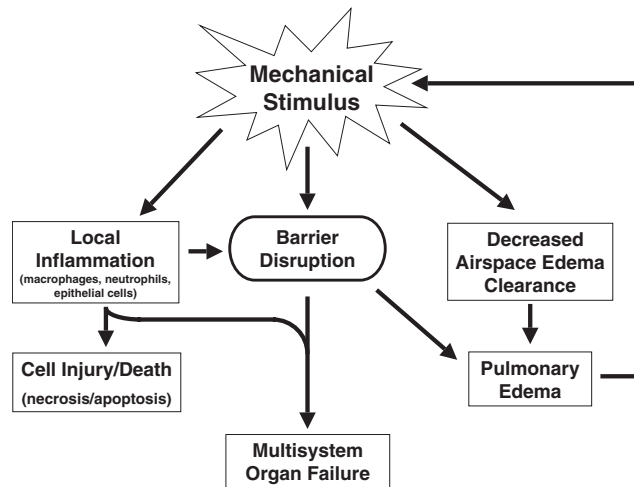 Mechanical
Stimulus
Local
Inflammation
(macrophages, neutrophils,
epithelial cells)
Barrier
Disruption
Decreased
Airspace Edema
Clearance
Cell Injury/Death
(necrosis/apoptosis)
Pulmonary
Edema
Multisystem
Organ Failure